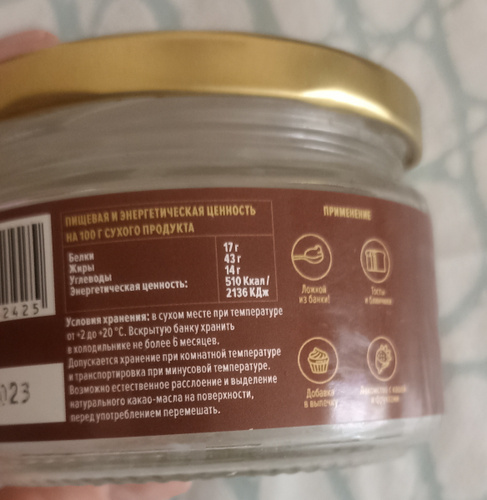 ПИЩЕВАЯ И ЭНЕРГЕТИЧЕСКАЯ ЦЕННОСТЬ
НА 100 Г СУХОГО ПРОДУКТА
Белки 17 г
Жиры 43 г
Углеводы 14 г
Энергетическая ценность: 510 Ккал /
2136 КДж
Условия хранения: в сухом месте при температуре
от +2 до +20 °С. Вскрытую банку хранить
в холодильнике не более 6 месяцев.
Допускается хранение при комнатной температуре
и транспортировка при минусовой температуре.
Возможно естественное расслоение и выделение
натурального какао-масла на поверхности,
перед употреблением перемешать.
2425
023
ПРИМЕНЕНИЕ
Ложкой
из банки!
Тосты
и блинчики
Добавка
в выпечку